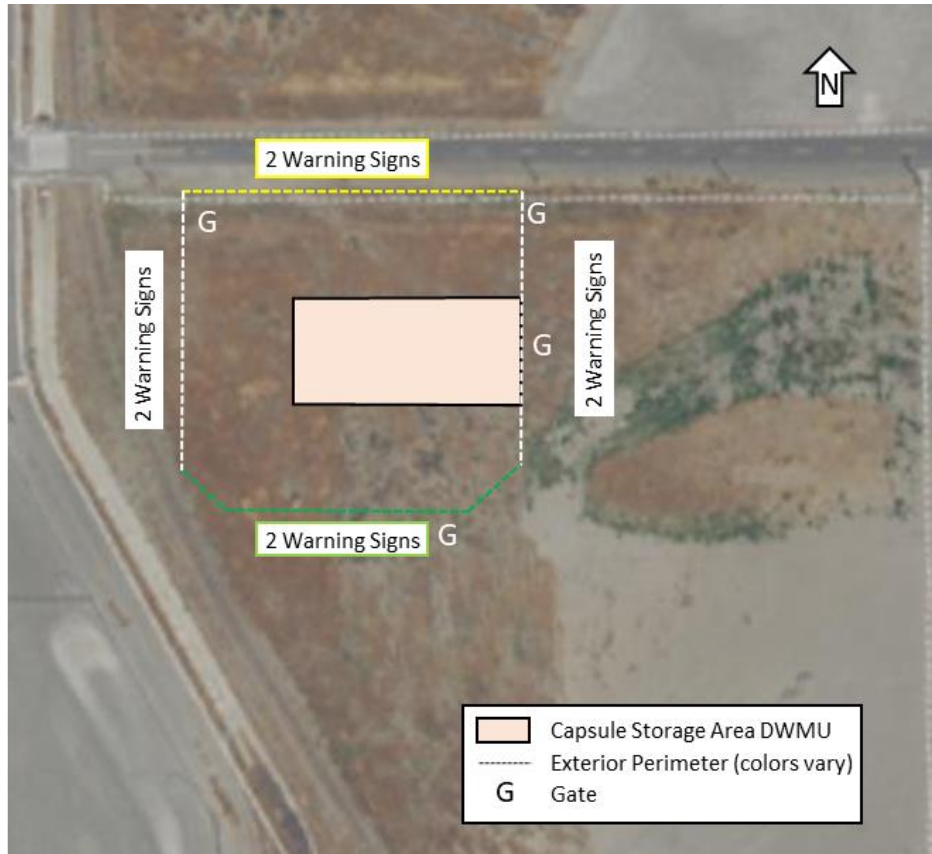 N
2 Warning Signs
G
G
2 Warning Signs
2 Warning Signs
G
2 Warning Signs
G
Capsule Storage Area DWMU
Exterior Perimeter (colors vary)
G Gate